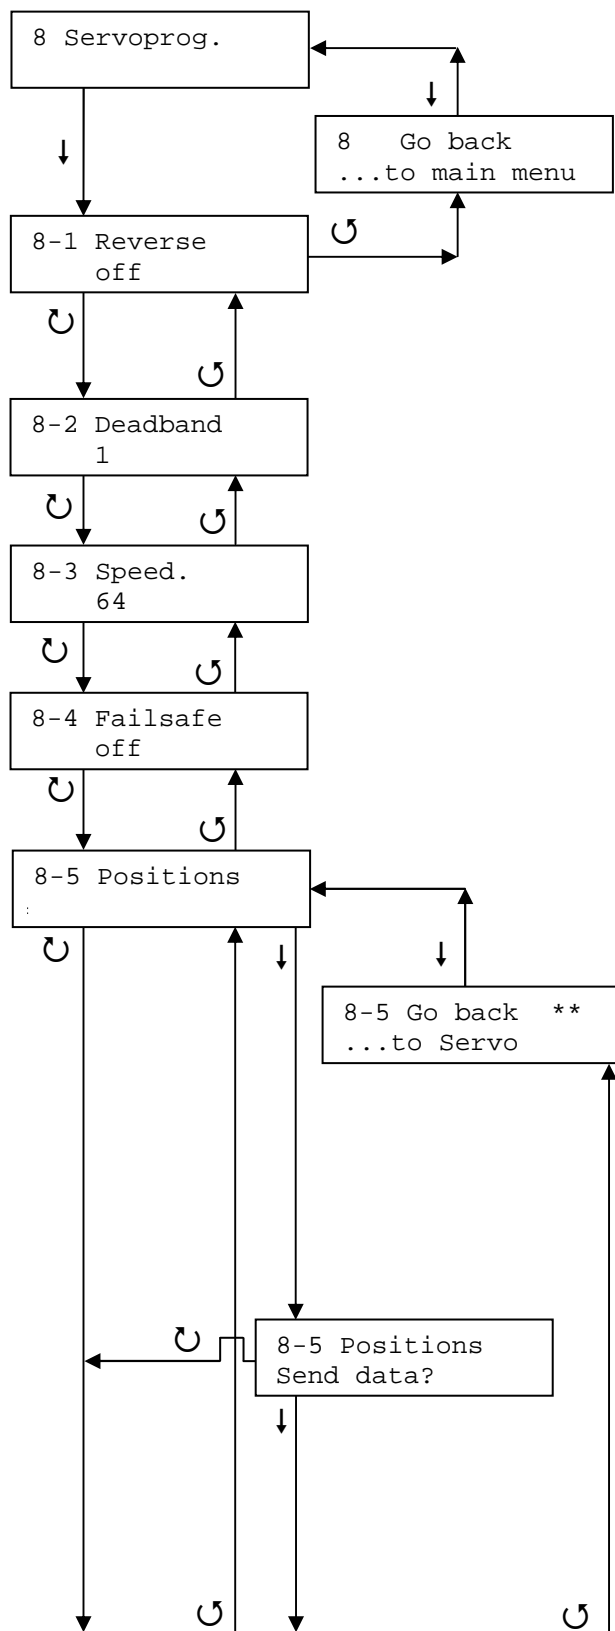 8 Servoprog.
8 Go back
...to main menu
8-1 Reverse
off
8-2 Deadband
1
8-3 Speed.
64
8-4 Failsafe
off
8-5 Positions
8-5 Go back **
...to Servo
8-5 Positions
Send data?